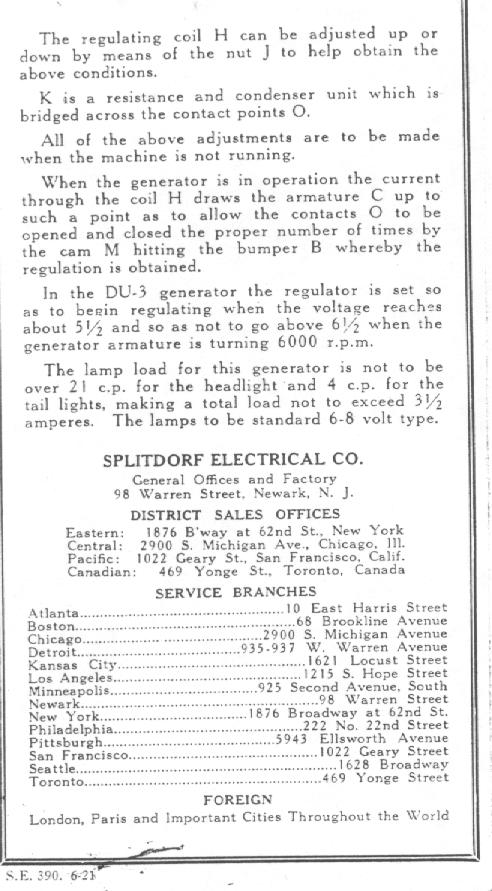 The regulating coil H can be adjusted up or
down by means of the nut J to help obtain the
above conditions.
K is a resistance and condenser unit which is
bridged across the contact points O.
All of the above adjustments are to be made
when the machine is not running.
When the generator is in operation the current
through the coil H draws the armature C up to
such a point as to allow the contacts O to be
opened and closed the proper number of times by
the cam M hitting the bumper B whereby the
regulation is obtained.
In the DU-3 generator the regulator is set so
as to begin regulating when the voltage reaches
about 5½ and so as not to go above 6½ when the
generator armature is turning 6000 r.p.m.
The lamp load for this generator is not to be
over 21 c.p. for the headlight and 4 c.p. for the
tail lights, making a total load not to exceed 3½
amperes. The lamps to be standard 6-8 volt type.
SPLITDORF ELECTRICAL CO.
General Offices and Factory
98 Warren Street, Newark, N. J.
DISTRICT SALES OFFICES
Eastern: 1876 B'way at 62nd St., New York
Central: 2900 S. Michigan Ave., Chicago, Ill.
Pacific: 1022 Geary St., San Francisco, Calif.
Canadian: 469 Yonge St., Toronto, Canada
SERVICE BRANCHES
Atlanta....................10 East Harris Street
Boston....................68 Brookline Avenue
Chicago....................2900 S. Michigan Avenue
Detroit....................935-937 W. Warren Avenue
Kansas City....................1621 Locust Street
Los Angeles....................1215 S. Hope Street
Minneapolis....................925 Second Avenue, South
Newark....................98 Warren Street
New York....................1876 Broadway at 62nd St.
Philadelphia....................222 No. 22nd Street
Pittsburgh....................5943 Ellsworth Avenue
San Francisco....................1022 Geary Street
Seattle....................1628 Broadway
Toronto....................469 Yonge Street
FOREIGN
London, Paris and Important Cities Throughout the World
S.E. 390. 6-21